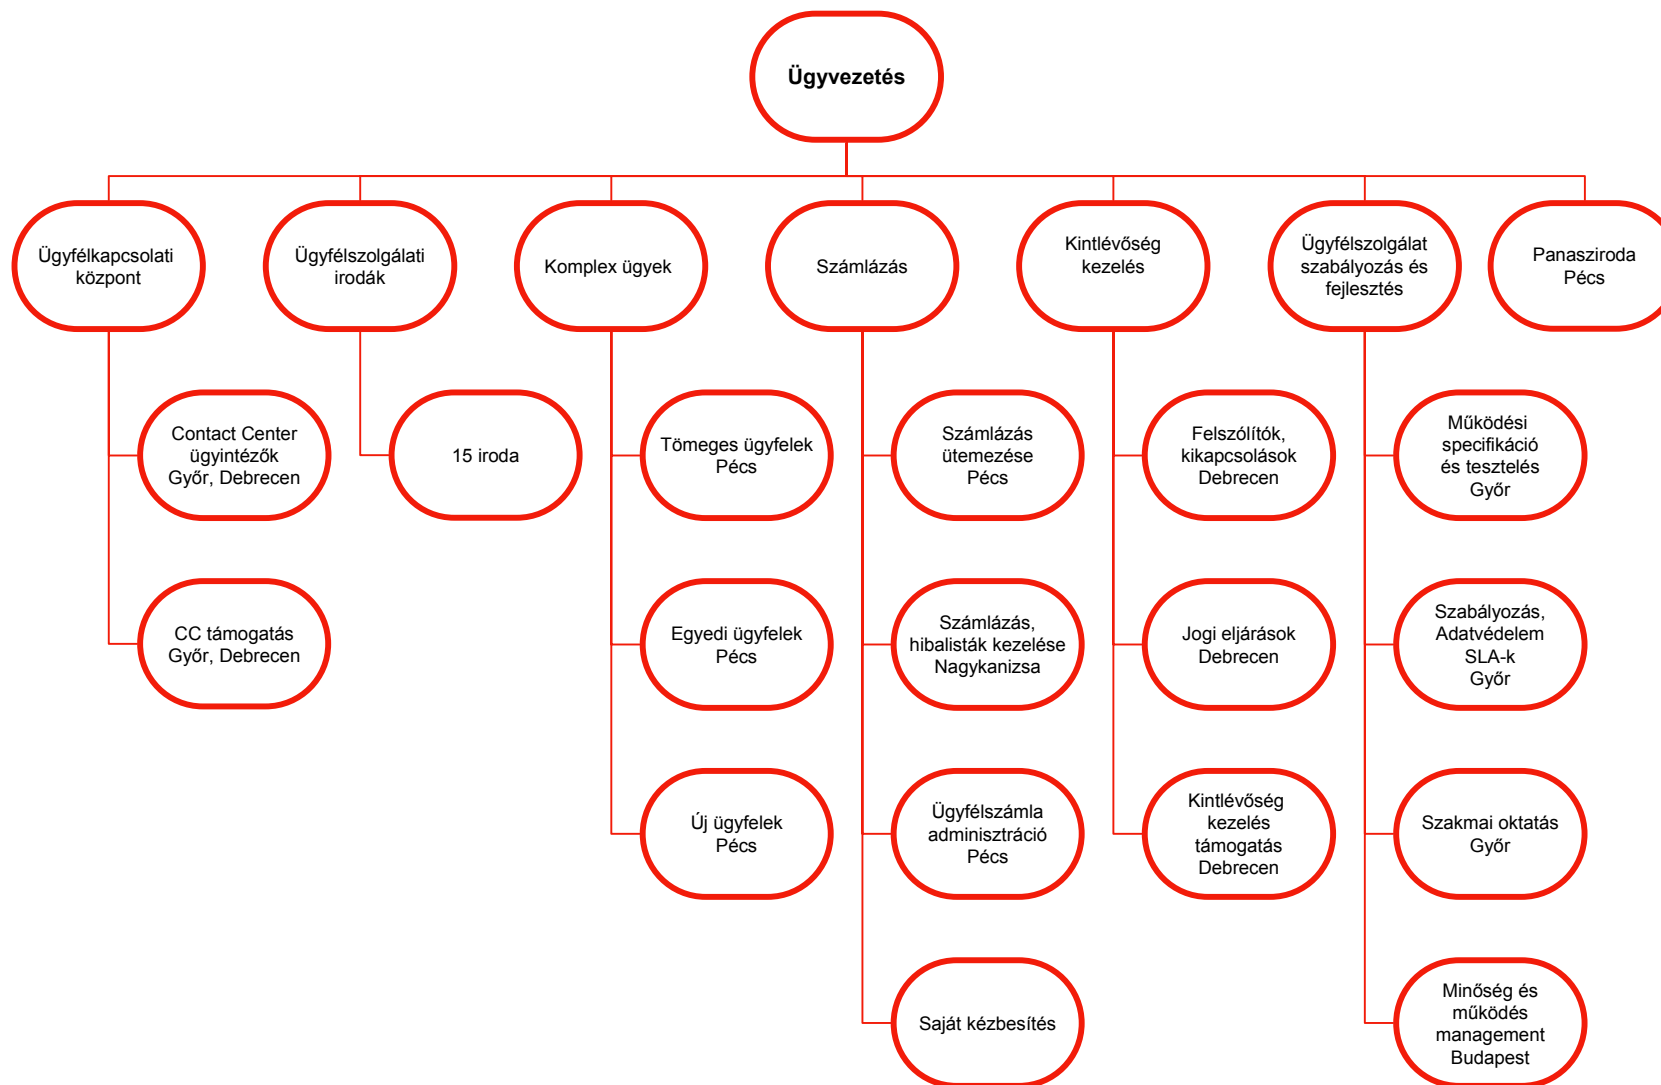 Ügyvezetés
Ügyfélkapcsolati
központ
Ügyfélszolgálati
irodák
Komplex ügyek
Számlázás
Kintlévőség
kezelés
Ügyfélszolgálat
szabályozás és
fejlesztés
Panasziroda
Pécs
Contact Center
ügyintézők
Győr, Debrecen
15 iroda
Tömeges ügyfelek
Pécs
Számlázás
ütemezése
Pécs
Felszólítók,
kikapcsolások
Debrecen
Működési
specifikáció
és tesztelés
Győr
CC támogatás
Győr, Debrecen
Egyedi ügyfelek
Pécs
Számlázás,
hibalisták kezelése
Nagykanizsa
Jogi eljárások
Debrecen
Szabályozás,
Adatvédelem
SLA-k
Győr
Új ügyfelek
Pécs
Ügyfélszámla
adminisztráció
Pécs
Kintlévőség
kezelés
támogatás
Debrecen
Szakmai oktatás
Győr
Saját kézbesítés
Minőség és
működés
management
Budapest